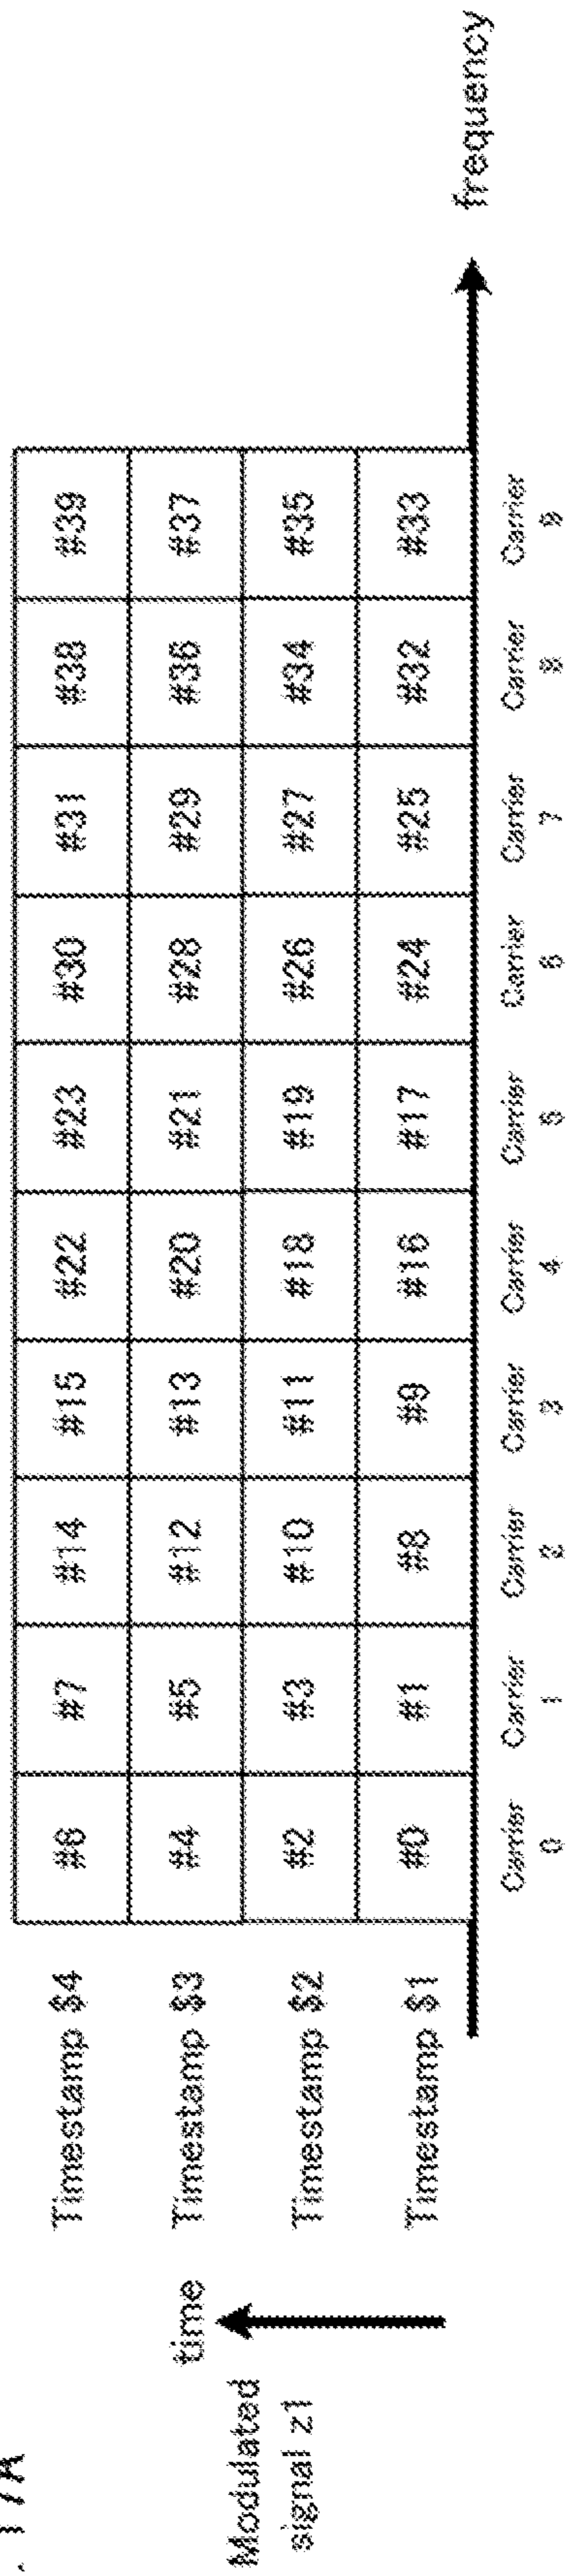 17A
Modulated
signal z1
time
Timestamp $4 #6 #7 #14 #15 #22 #23 #30 #31 #38 #39
Timestamp $3 #4 #5 #12 #13 #20 #21 #28 #29 #36 #37
Timestamp $2 #2 #3 #10 #11 #18 #19 #26 #27 #34 #35
Timestamp $1 #0 #1 #8 #9 #16 #17 #24 #25 #32 #33
Carrier Carrier Carrier Carrier Carrier Carrier Carrier Carrier Carrier Carrier
0 1 2 3 4 5 6 7 8 9
frequency